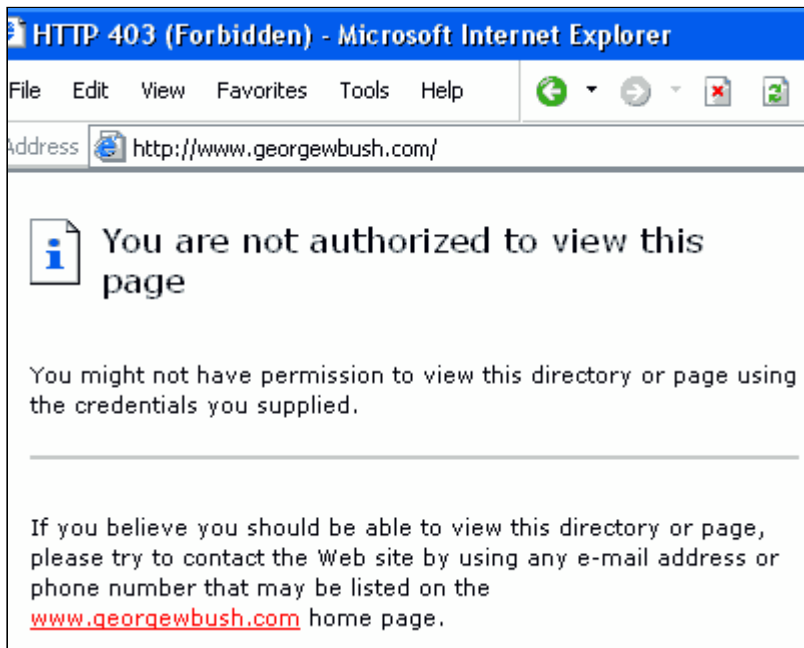 HTTP 403 (Forbidden) - Microsoft Internet Explorer
File Edit View Favorites Tools Help
Address http://www.georgewbush.com/
You are not authorized to view this
page
You might not have permission to view this directory or page using
the credentials you supplied.
If you believe you should be able to view this directory or page,
please try to contact the Web site by using any e-mail address or
phone number that may be listed on the
www.georgewbush.com home page.